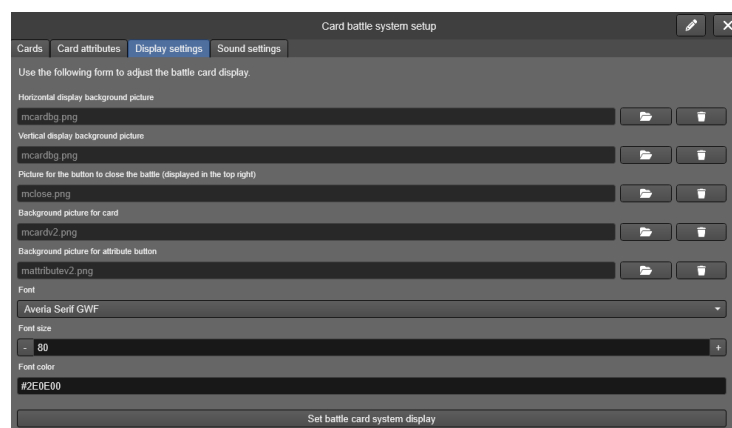 Card battle system setup
Cards Card attributes Display settings Sound settings
Use the following form to adjust the battle card display.
Horizontal display background picture
mcardbg.png
Vertical display background picture
mcardbg.png
Picture for the button to close the battle (displayed in the top right)
mclose.png
Background picture for card
mcardv2.png
Background picture for attribute button
mattributev2.png
Font
Averia Serif GWF
Font size
- 80 +
Font color
#2E0E00
Set battle card system display